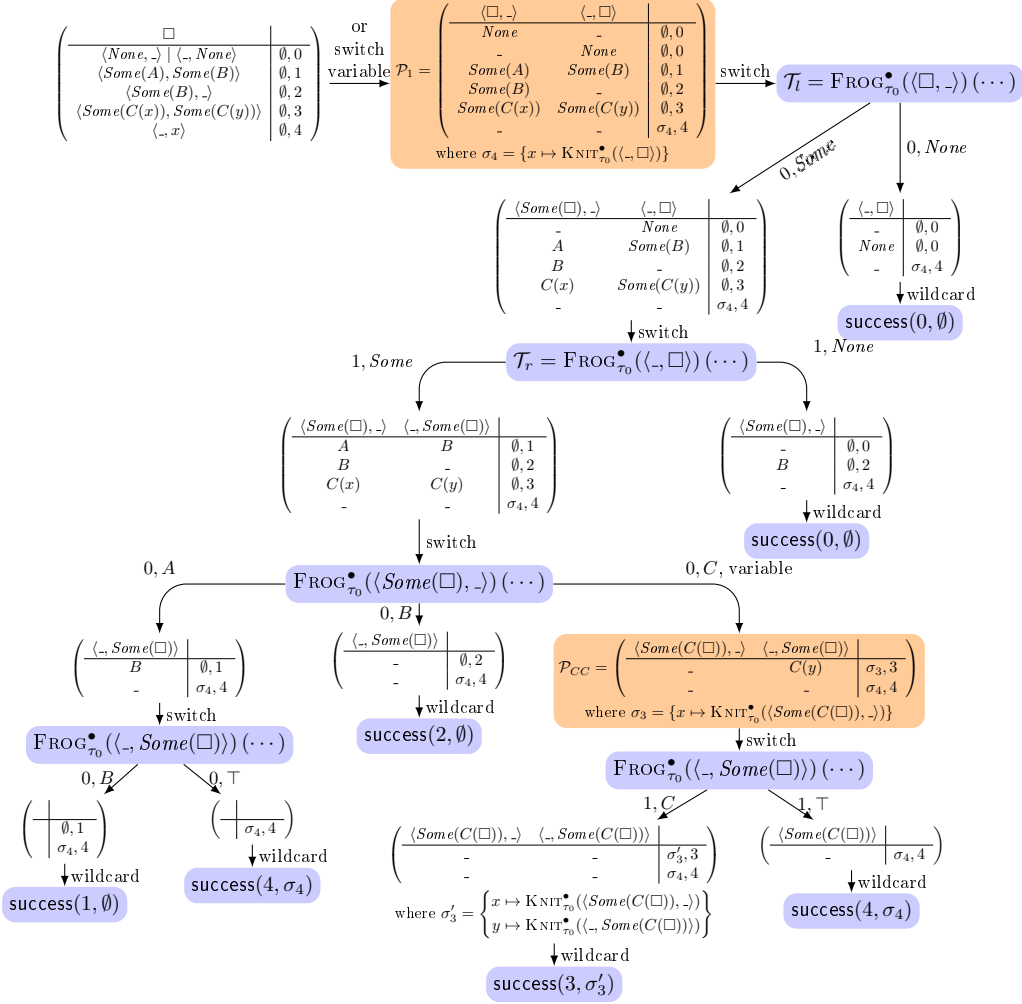 □
⟨None, _⟩ | ⟨_, None⟩ ∅, 0
⟨Some(A), Some(B)⟩ ∅, 1
⟨Some(B), _⟩ ∅, 2
⟨Some(C(x)), Some(C(y))⟩ ∅, 3
⟨_, x⟩ ∅, 4
or
switch
variable
⟨□, _⟩ ⟨_, □⟩
None _ ∅, 0
_ None ∅, 0
𝒫₁ = Some(A) Some(B) ∅, 1
Some(B) _ ∅, 2
Some(C(x)) Some(C(y)) ∅, 3
_ _ σ₄, 4
where σ₄ = {x ↦ KNIT•τ₀(⟨_, □⟩)}
switch
𝒯_l = FROG•τ₀(⟨□, _⟩) (···)
0, Some
0, None
⟨Some(□), _⟩ ⟨_, □⟩
_ None ∅, 0
A Some(B) ∅, 1
B _ ∅, 2
C(x) Some(C(y)) ∅, 3
_ _ σ₄, 4
⟨_, □⟩
_ ∅, 0
None ∅, 0
_ σ₄, 4
wildcard
success(0, ∅)
switch
𝒯_r = FROG•τ₀(⟨_, □⟩) (···)
1, Some
1, None
⟨Some(□), _⟩ ⟨_, Some(□)⟩
A B ∅, 1
B _ ∅, 2
C(x) C(y) ∅, 3
_ _ σ₄, 4
⟨Some(□), _⟩
_ ∅, 0
B ∅, 2
_ σ₄, 4
wildcard
success(0, ∅)
switch
FROG•τ₀(⟨Some(□), _⟩) (···)
0, A
0, B
0, C, variable
⟨_, Some(□)⟩
B ∅, 1
_ σ₄, 4
switch
⟨_, Some(□)⟩
_ ∅, 2
_ σ₄, 4
wildcard
success(2, ∅)
⟨Some(C(□)), _⟩ ⟨_, Some(□)⟩
𝒫_CC = _ C(y) σ₃, 3
_ _ σ₄, 4
where σ₃ = {x ↦ KNIT•τ₀(⟨Some(C(□)), _⟩)}
switch
FROG•τ₀(⟨_, Some(□)⟩) (···)
0, B
0, ⊤
∅, 1
σ₄, 4
wildcard
success(1, ∅)
σ₄, 4
wildcard
success(4, σ₄)
FROG•τ₀(⟨_, Some(□)⟩) (···)
1, C
1, ⊤
⟨Some(C(□)), _⟩ ⟨_, Some(C(□))⟩
_ _ σ′₃, 3
_ _ σ₄, 4
where σ′₃ = { x ↦ KNIT•τ₀(⟨Some(C(□)), _⟩)
y ↦ KNIT•τ₀(⟨_, Some(C(□))⟩) }
wildcard
success(3, σ′₃)
⟨Some(C(□))⟩
_ σ₄, 4
wildcard
success(4, σ₄)